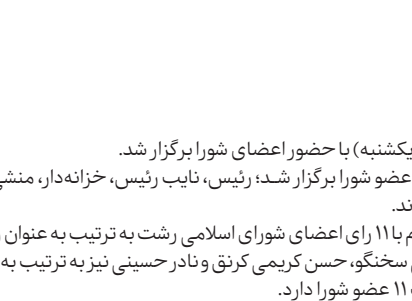 یکشنبه) با حضور اعضای شورا برگزار شد.
عضو شورا برگزار شد؛ رئیس، نایب رئیس، خزانه‌دار، منشی
ند.
م با ۱۱ رای اعضای شورای اسلامی رشت به ترتیب به عنوان
سخنگو، حسن کریمی کرنق و نادر حسینی نیز به ترتیب به
۱۱ عضو شورا دارد.